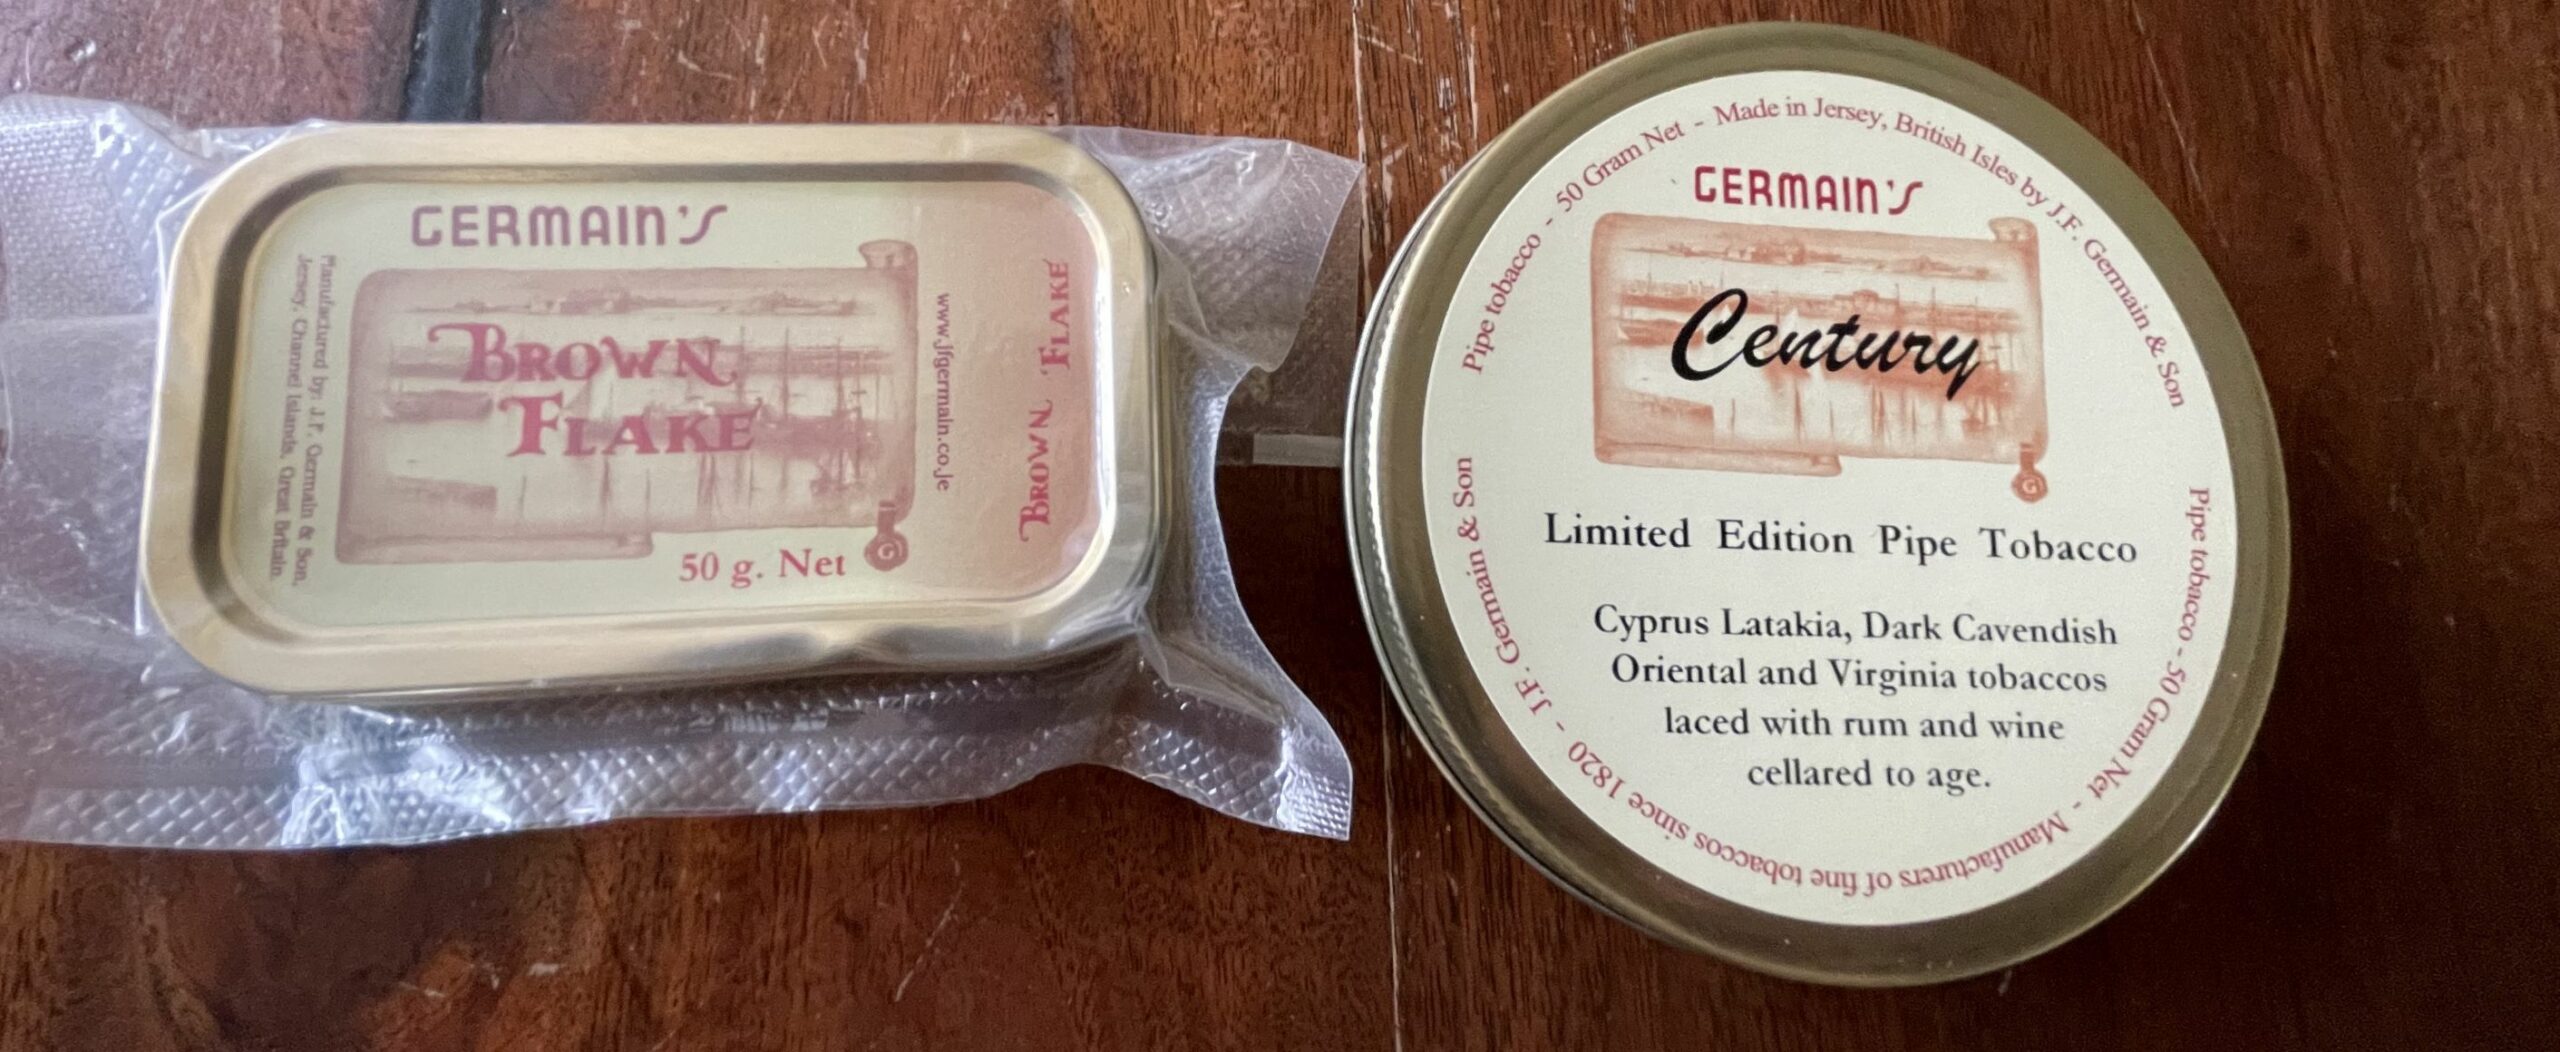 GERMAIN'S
BROWN
FLAKE
50 g. Net
Manufactured by: J.F. Germain & Son,
Jersey, Channel Islands, Great Britain.
www.jfgermain.co.je
BROWN FLAKE
Pipe tobacco - 50 Gram Net - Made in Jersey, British Isles by J.F. Germain & Son
GERMAIN'S
Century
G
Limited Edition Pipe Tobacco
Cyprus Latakia, Dark Cavendish
Oriental and Virginia tobaccos
laced with rum and wine
cellared to age.
Pipe tobacco - 50 Gram Net - Manufacturers of fine tobaccos since 1820 - J.F. Germain & Son